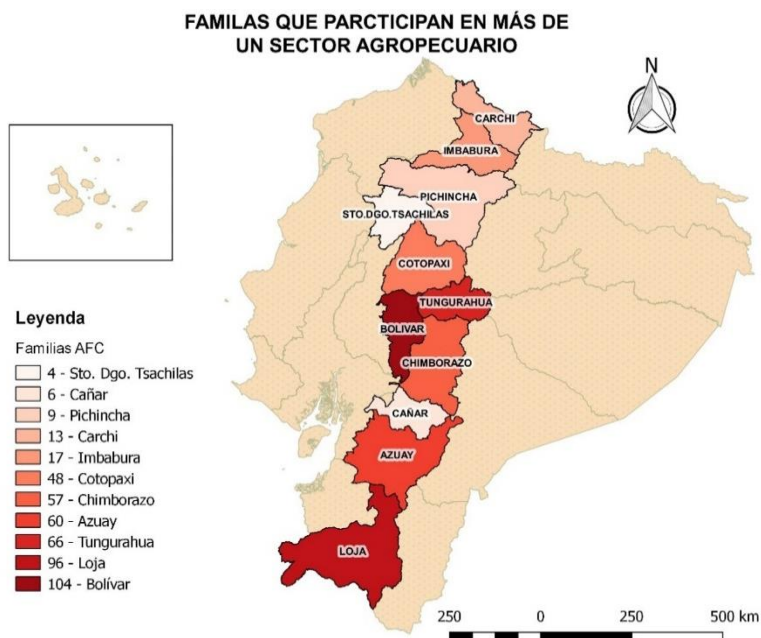 FAMILAS QUE PARCTICIPAN EN MÁS DE
UN SECTOR AGROPECUARIO
N
CARCHI
IMBABURA
PICHINCHA
STO.DGO.TSACHILAS
COTOPAXI
TUNGURAHUA
BOLIVAR
CHIMBORAZO
CAÑAR
AZUAY
LOJA
Leyenda
Familias AFC
4 - Sto. Dgo. Tsachilas
6 - Cañar
9 - Pichincha
13 - Carchi
17 - Imbabura
48 - Cotopaxi
57 - Chimborazo
60 - Azuay
66 - Tungurahua
96 - Loja
104 - Bolívar
250 0 250 500 km